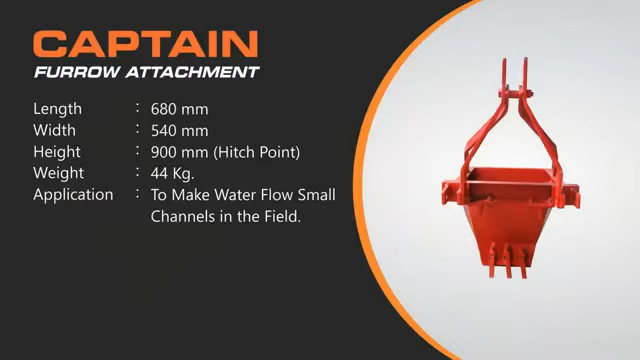 CAPTAIN
FURROW ATTACHMENT
Length : 680 mm
Width : 540 mm
Height : 900 mm (Hitch Point)
Weight : 44 Kg.
Application : To Make Water Flow Small
Channels in the Field.